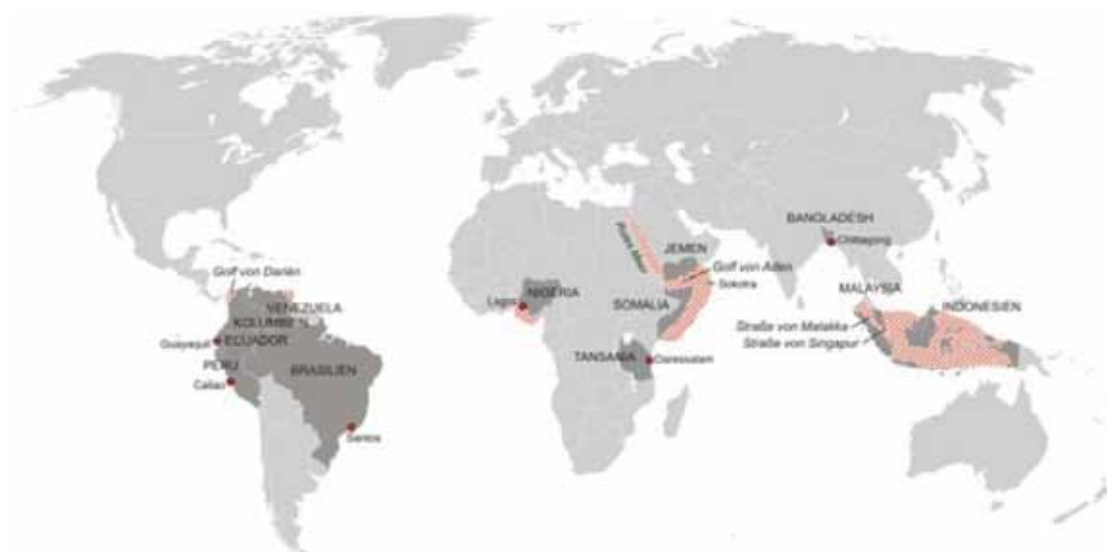 Golf von Darién
VENEZUELA
KOLUMBIEN
Guayaquil
ECUADOR
PERU
Callao
BRASILIEN
Santos
Lagos
NIGERIA
Rotes Meer
JEMEN
Golf von Aden
Sokotra
SOMALIA
TANSANIA
Daressalam
BANGLADESH
Chittagong
MALAYSIA
INDONESIEN
Straße von Malakka
Straße von Singapur